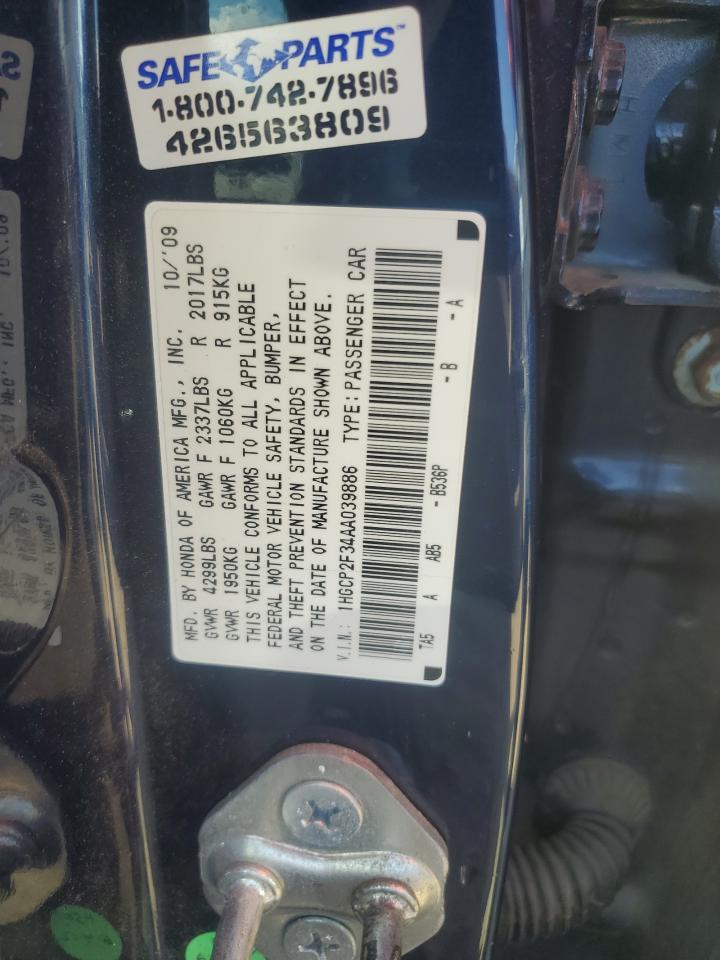 SAFE PARTS™
1-800-742-7896
426563809
MFD. BY HONDA OF AMERICA MFG., INC. 10/'09
GVWR 4299LBS GAWR F 2337LBS R 2017LBS
GVWR 1950KG GAWR F 1060KG R 915KG
THIS VEHICLE CONFORMS TO ALL APPLICABLE
FEDERAL MOTOR VEHICLE SAFETY, BUMPER,
AND THEFT PREVENTION STANDARDS IN EFFECT
ON THE DATE OF MANUFACTURE SHOWN ABOVE.
V.I.N.: 1HGCP2F34AA039886 TYPE: PASSENGER CAR
TA5 A AB5 - B536P - B - A
H M T